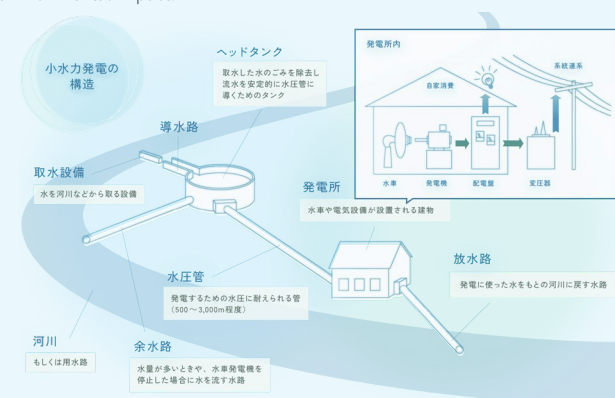 小水力発電の
構造
ヘッドタンク
取水した水のごみを除去し
流水を安定的に水圧管に
導くためのタンク
導水路
取水設備
水を河川などから取る設備
発電所内
系統連系
自家消費
水車
発電機
配電盤
変圧器
発電所
水車や電気設備が設置される建物
放水路
発電に使った水をもとの河川に戻す水路
水圧管
発電するための水圧に耐えられる管
(500〜3,000m程度)
河川
もしくは用水路
余水路
水量が多いときや、水車発電機を
停止した場合に水を流す水路